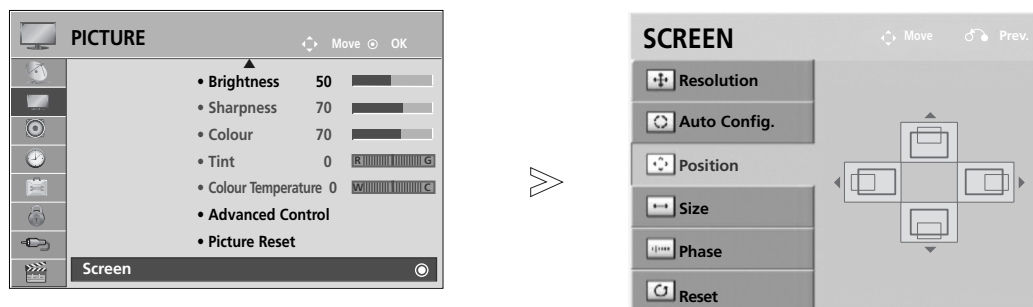 PICTURE
Move OK
• Brightness 50
• Sharpness 70
• Colour 70
• Tint 0 R G
• Colour Temperature 0 W C
• Advanced Control
• Picture Reset
Screen
SCREEN
Move Prev.
Resolution
Auto Config.
Position
Size
Phase
Reset